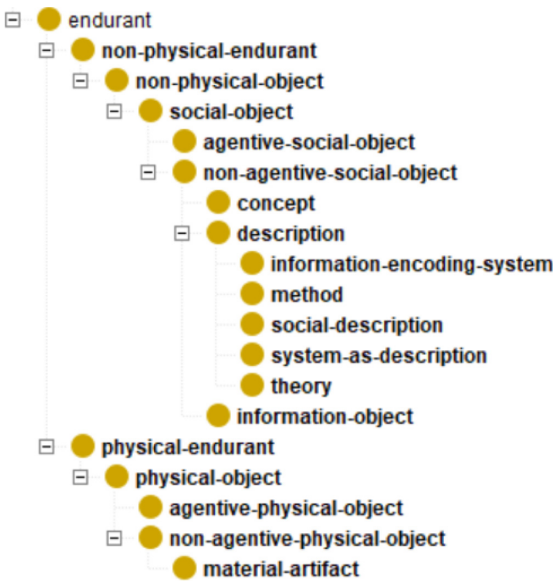 endurant
non-physical-endurant
non-physical-object
social-object
agentive-social-object
non-agentive-social-object
concept
description
information-encoding-system
method
social-description
system-as-description
theory
information-object
physical-endurant
physical-object
agentive-physical-object
non-agentive-physical-object
material-artifact